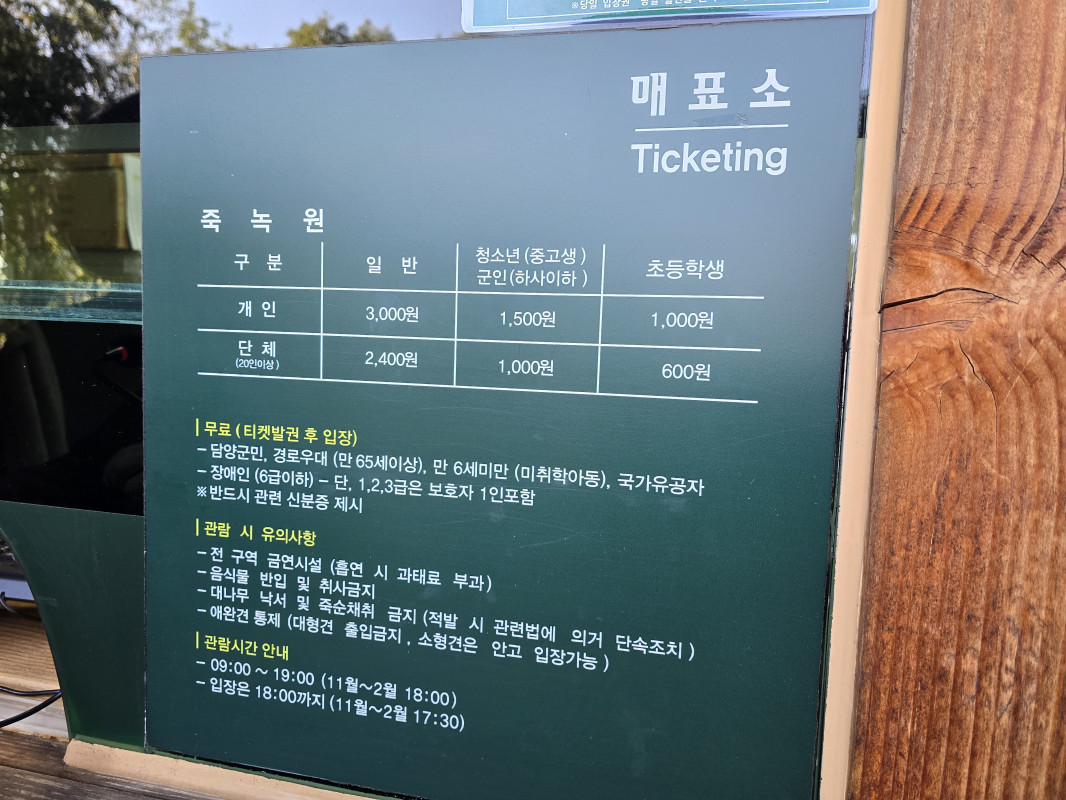 ※당일 입장권
매표소
Ticketing
죽녹원
구분 일반 청소년(중고생) 군인(하사이하) 초등학생
개인 3,000원 1,500원 1,000원
단체 (20인이상) 2,400원 1,000원 600원
무료 (티켓발권 후 입장)
- 담양군민, 경로우대 (만 65세이상), 만 6세미만 (미취학아동), 국가유공자
- 장애인 (6급이하) - 단, 1,2,3급은 보호자 1인포함
※반드시 관련 신분증 제시
관람 시 유의사항
- 전 구역 금연시설 (흡연 시 과태료 부과)
- 음식물 반입 및 취사금지
- 대나무 낙서 및 죽순채취 금지 (적발 시 관련법에 의거 단속조치)
- 애완견 통제 (대형견 출입금지, 소형견은 안고 입장가능)
관람시간 안내
- 09:00 ~ 19:00 (11월~2월 18:00)
- 입장은 18:00까지 (11월~2월 17:30)